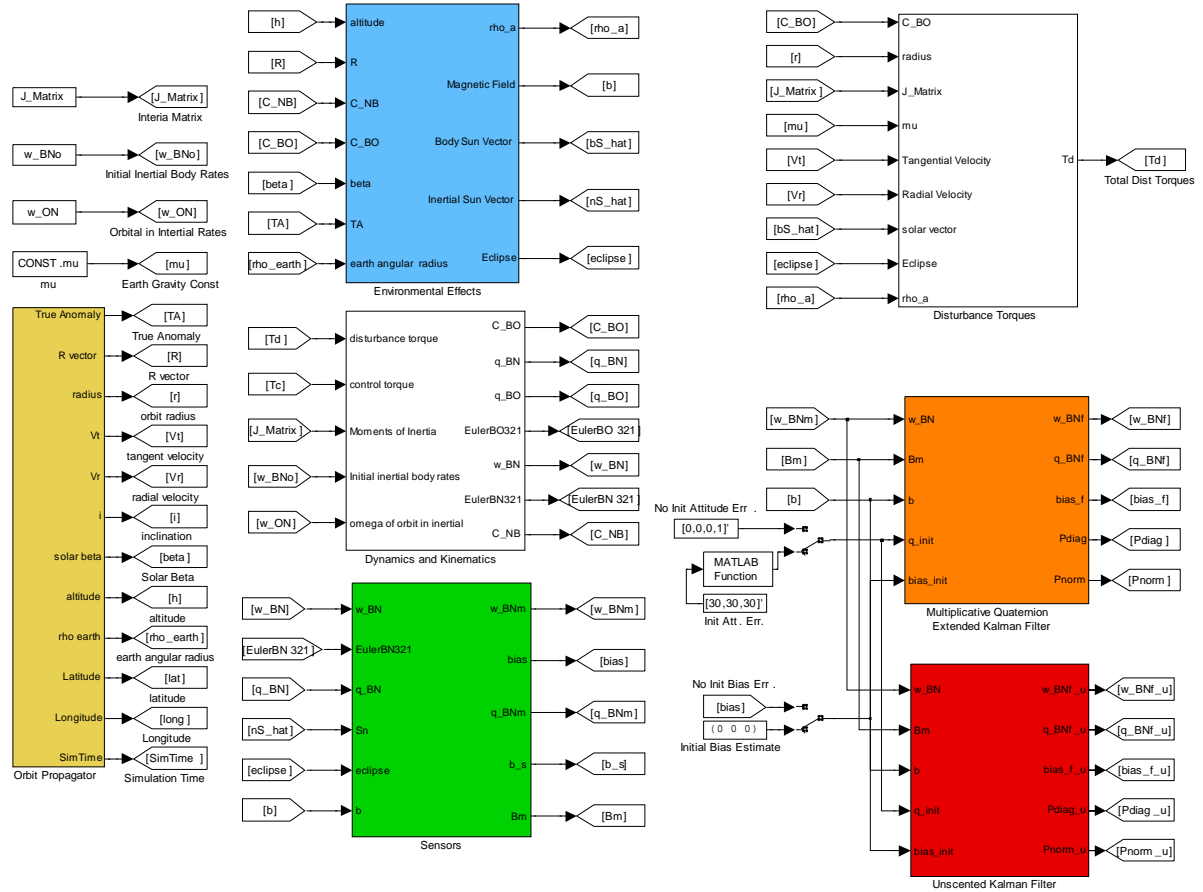 J_Matrix
[J_Matrix ]
Interia Matrix
w_BNo
[w_BNo]
Initial Inertial Body Rates
w_ON
[w_ON]
Orbital in Intertial Rates
CONST .mu
mu
[mu]
Earth Gravity Const
True Anomaly
[TA]
True Anomaly
R vector
[R]
R vector
radius
[r]
orbit radius
Vt
[Vt]
tangent velocity
Vr
[Vr]
radial velocity
i
[i]
inclination
solar beta
[beta ]
Solar Beta
altitude
[h]
altitude
rho earth
[rho_earth ]
earth angular radius
Latitude
[lat]
latitude
Longitude
[long ]
Longitude
SimTime
[SimTime ]
Simulation Time
Orbit Propagator
[h]
altitude
[R]
R
[C_NB]
C_NB
[C_BO]
C_BO
[beta ]
beta
[TA]
TA
[rho_earth ]
earth angular radius
rho_a
[rho_a ]
Magnetic Field
[b]
Body Sun Vector
[bS_hat]
Inertial Sun Vector
[nS_hat]
Eclipse
[eclipse ]
Environmental Effects
[Td ]
disturbance torque
[Tc]
control torque
[J_Matrix ]
Moments of Inertia
[w_BNo]
Initial inertial body rates
[w_ON]
omega of orbit in inertial
C_BO
[C_BO]
q_BN
[q_BN]
q_BO
[q_BO]
EulerBO321
[EulerBO 321 ]
w_BN
[w_BN]
EulerBN321
[EulerBN 321 ]
C_NB
[C_NB]
Dynamics and Kinematics
[w_BN]
w_BN
[EulerBN 321 ]
EulerBN321
[q_BN]
q_BN
[nS_hat]
Sn
[eclipse ]
eclipse
[b]
b
w_BNm
[w_BNm]
bias
[bias]
q_BNm
[q_BNm]
b_s
[b_s]
Bm
[Bm]
Sensors
[C_BO]
C_BO
[r]
radius
[J_Matrix ]
J_Matrix
[mu]
mu
[Vt]
Tangential Velocity
[Vr]
Radial Velocity
[bS_hat]
solar vector
[eclipse ]
Eclipse
[rho_a]
rho_a
Td
[Td]
Total Dist Torques
Disturbance Torques
[w_BNm]
w_BN
[Bm]
Bm
[b]
b
No Init Attitude Err .
[0,0,0,1]'
q_init
MATLAB
Function
bias_init
[30,30,30]'
Init Att . Err.
w_BNf
[w_BNf]
q_BNf
[q_BNf]
bias_f
[bias_f]
Pdiag
[Pdiag ]
Pnorm
[Pnorm ]
Multiplicative Quaternion
Extended Kalman Filter
No Init Bias Err .
[bias]
(0 0 0)
Initial Bias Estimate
w_BN
Bm
b
q_init
bias_init
w_BNf_u
[w_BNf_u]
q_BNf_u
[q_BNf_u]
bias_f_u
[bias_f_u]
Pdiag_u
[Pdiag _u]
Pnorm _u
[Pnorm _u]
Unscented Kalman Filter